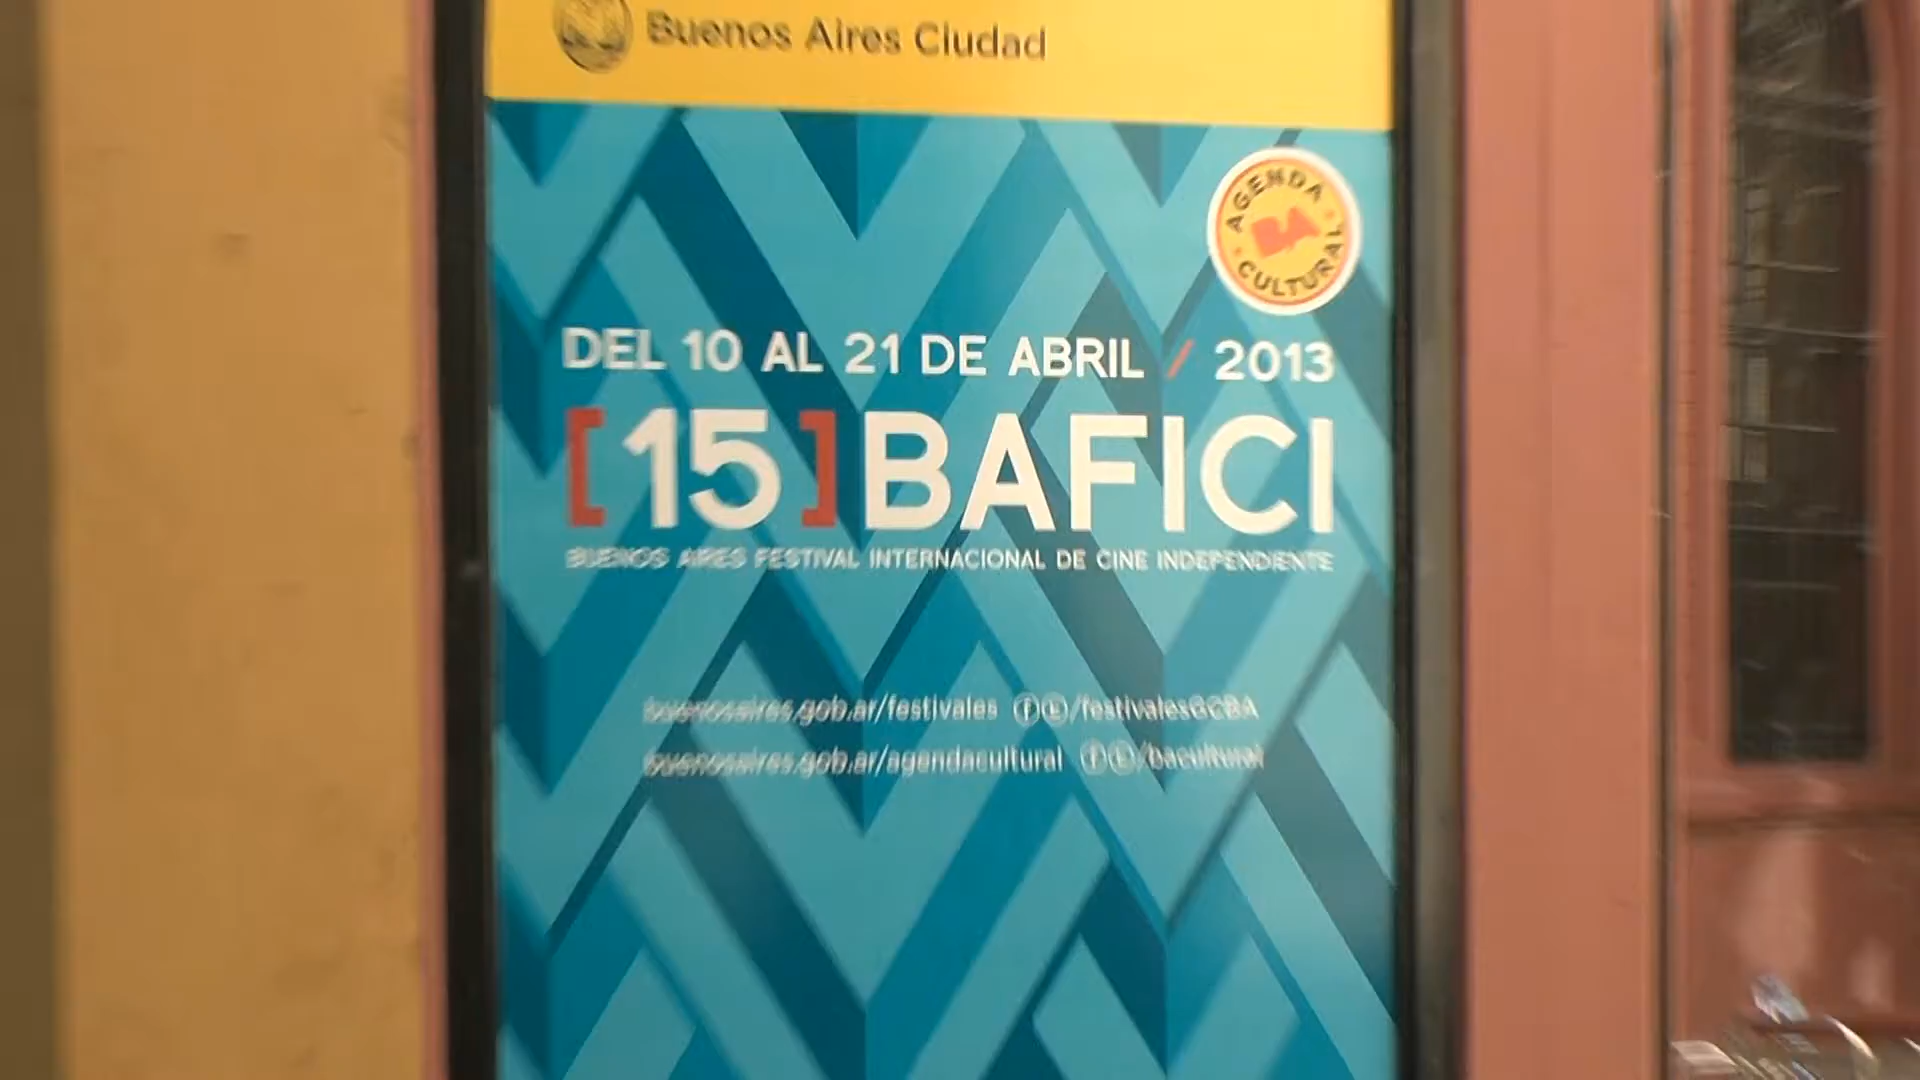 Buenos Aires Ciudad
AGENDA
BA
CULTURAL
DEL 10 AL 21 DE ABRIL / 2013
[15] BAFICI
BUENOS AIRES FESTIVAL INTERNACIONAL DE CINE INDEPENDIENTE
buenosaires.gob.ar/festivales /festivalesGCBA
buenosaires.gob.ar/agendacultural /bacultural